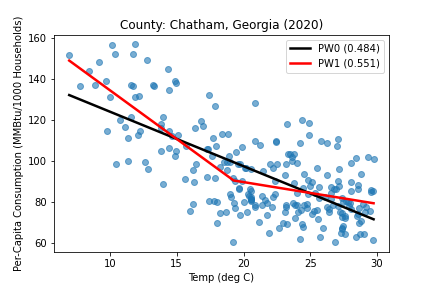 County: Chatham, Georgia (2020)
Per-Capita Consumption (MMBtu/1000 Households)
160
140
120
100
80
60
PW0 (0.484)
PW1 (0.551)
10 15 20 25 30
Temp (deg C)